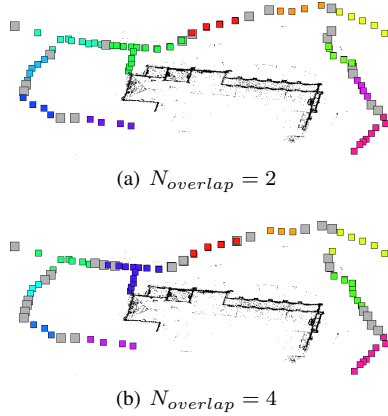 (a) N_{overlap} = 2
(b) N_{overlap} = 4